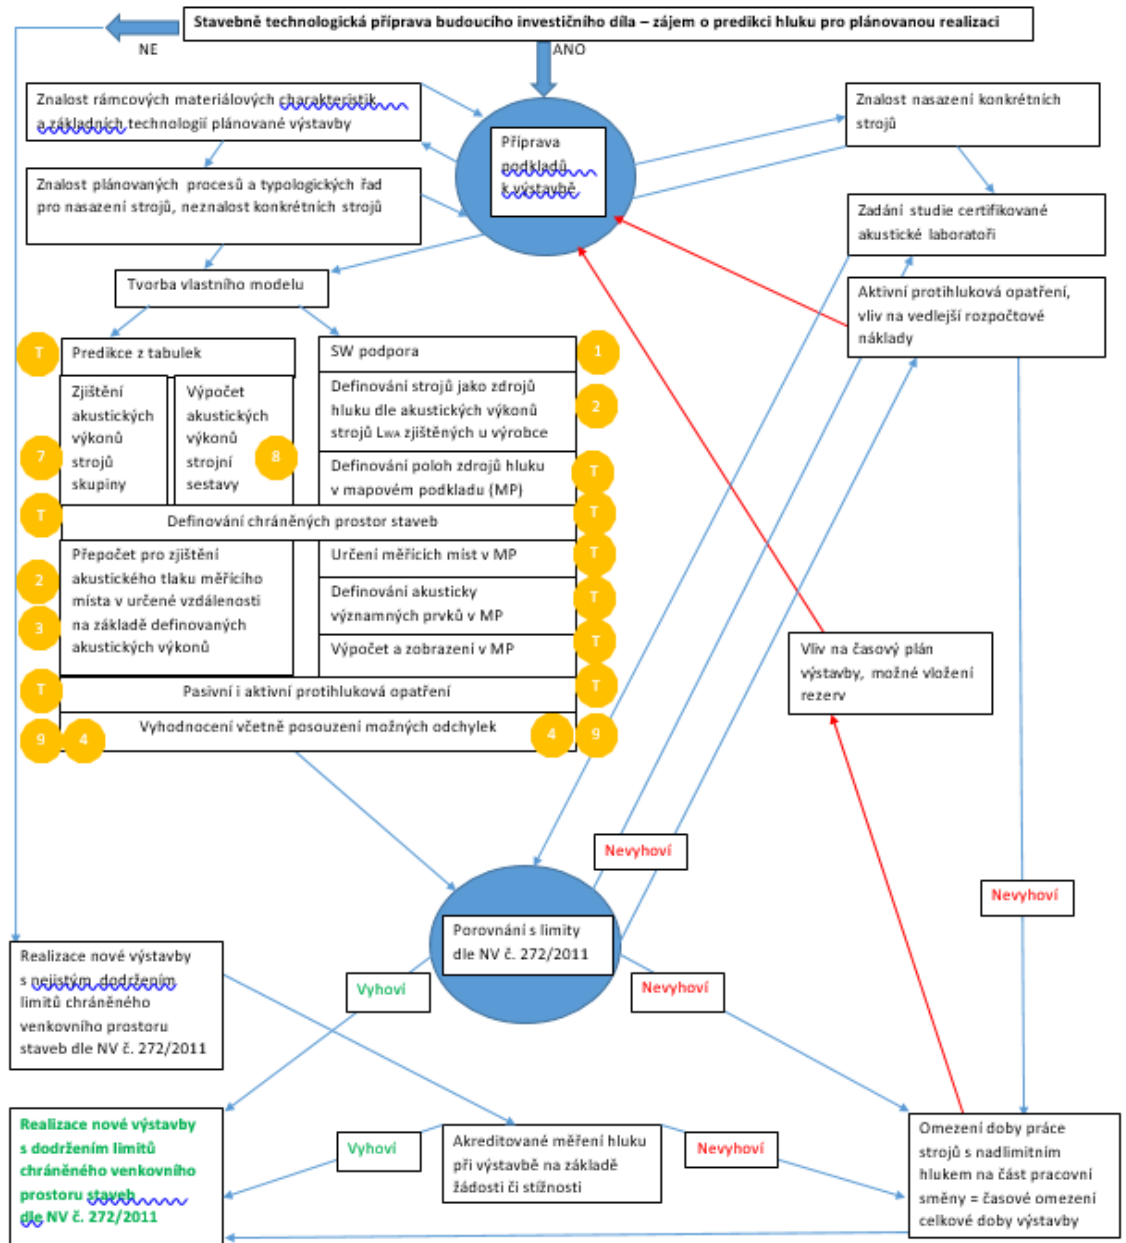 Stavebně technologická příprava budoucího investičního díla – zájem o predikci hluku pro plánovanou realizaci
NE
ANO
Znalost rámcových materiálových charakteristik
a základních technologií plánované výstavby
Příprava
podkladů
k výstavbě
Znalost nasazení konkrétních
strojů
Znalost plánovaných procesů a typologických řad
pro nasazení strojů, neznalost konkrétních strojů
Zadání studie certifikované
akustické laboratoři
Tvorba vlastního modelu
Aktivní protihluková opatření,
vliv na vedlejší rozpočtové
náklady
T
Predikce z tabulek
SW podpora
1
Zjištění
akustických
výkonů
strojů
skupiny
7
Výpočet
akustických
výkonů
strojní
sestavy
8
Definování strojů jako zdrojů
hluku dle akustických výkonů
strojů LWA zjištěných u výrobce
2
Definování poloh zdrojů hluku
v mapovém podkladu (MP)
T
T
Definování chráněných prostor staveb
T
Přepočet pro zjištění
akustického tlaku měřícího
místa v určené vzdálenosti
na základě definovaných
akustických výkonů
2
3
Určení měřicích míst v MP
T
Definování akusticky
významných prvků v MP
T
Výpočet a zobrazení v MP
T
T
Pasivní i aktivní protihluková opatření
T
9
4
Vyhodnocení včetně posouzení možných odchylek
4
9
Vliv na časový plán
výstavby, možné vložení
rezerv
Nevyhoví
Nevyhoví
Porovnání s limity
dle NV č. 272/2011
Vyhoví
Nevyhoví
Realizace nové výstavby
s nejistým dodržením
limitů chráněného
venkovního prostoru
staveb dle NV č. 272/2011
Realizace nové výstavby
s dodržením limitů
chráněného venkovního
prostoru staveb
dle NV č. 272/2011
Vyhoví
Akreditované měření hluku
při výstavbě na základě
žádosti či stížnosti
Nevyhoví
Omezení doby práce
strojů s nadlimitním
hlukem na část pracovní
směny = časové omezení
celkové doby výstavby